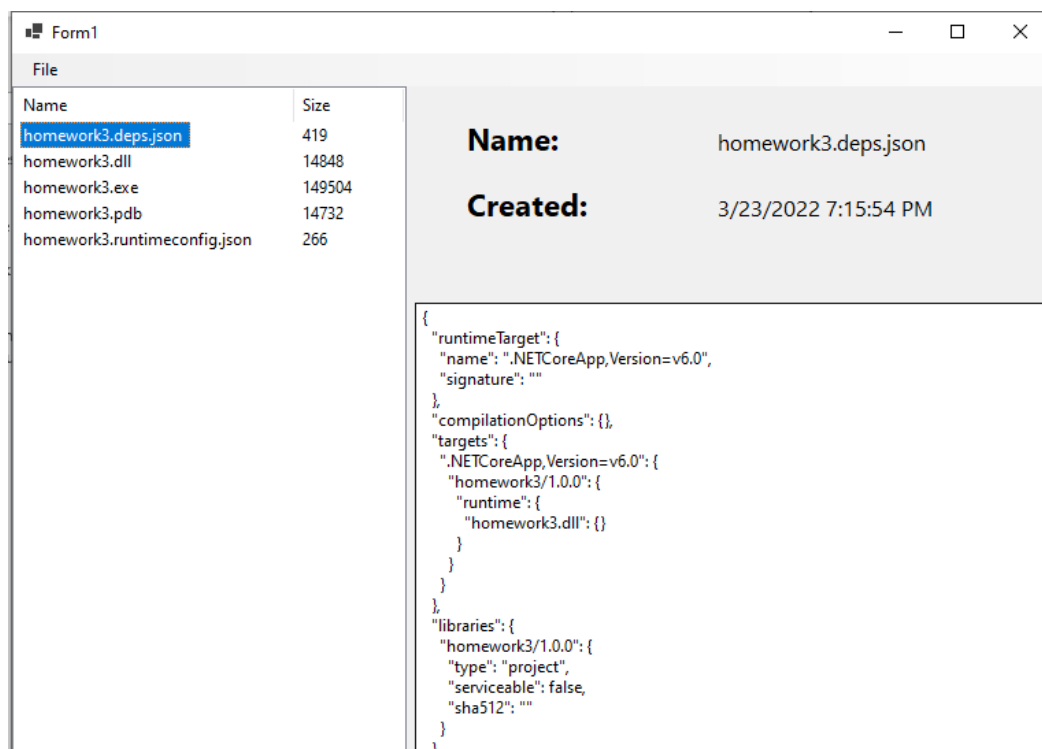 Form1
File
Name Size
homework3.deps.json 419
homework3.dll 14848
homework3.exe 149504
homework3.pdb 14732
homework3.runtimeconfig.json 266
Name: homework3.deps.json
Created: 3/23/2022 7:15:54 PM
{
"runtimeTarget": {
"name": ".NETCoreApp,Version=v6.0",
"signature": ""
},
"compilationOptions": {},
"targets": {
".NETCoreApp,Version=v6.0": {
"homework3/1.0.0": {
"runtime": {
"homework3.dll": {}
}
}
}
},
"libraries": {
"homework3/1.0.0": {
"type": "project",
"serviceable": false,
"sha512": ""
}
}